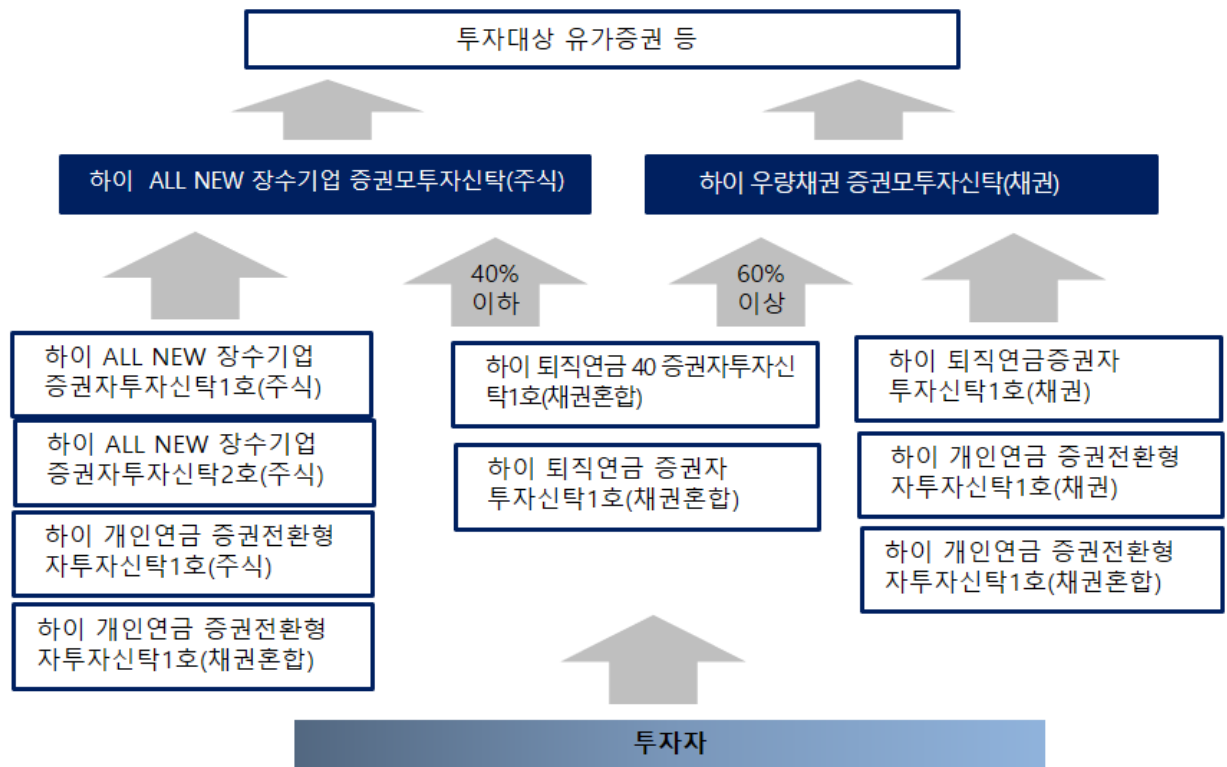 투자대상 유가증권 등
하이 ALL NEW 장수기업 증권모투자신탁(주식)
하이 우량채권 증권모투자신탁(채권)
40%
이하
60%
이상
하이 ALL NEW 장수기업
증권자투자신탁1호(주식)
하이 ALL NEW 장수기업
증권자투자신탁2호(주식)
하이 개인연금 증권전환형
자투자신탁1호(주식)
하이 개인연금 증권전환형
자투자신탁1호(채권혼합)
하이 퇴직연금 40 증권자투자신
탁1호(채권혼합)
하이 퇴직연금 증권자
투자신탁1호(채권혼합)
하이 퇴직연금증권자
투자신탁1호(채권)
하이 개인연금 증권전환형
자투자신탁1호(채권)
하이 개인연금 증권전환형
자투자신탁1호(채권혼합)
투자자